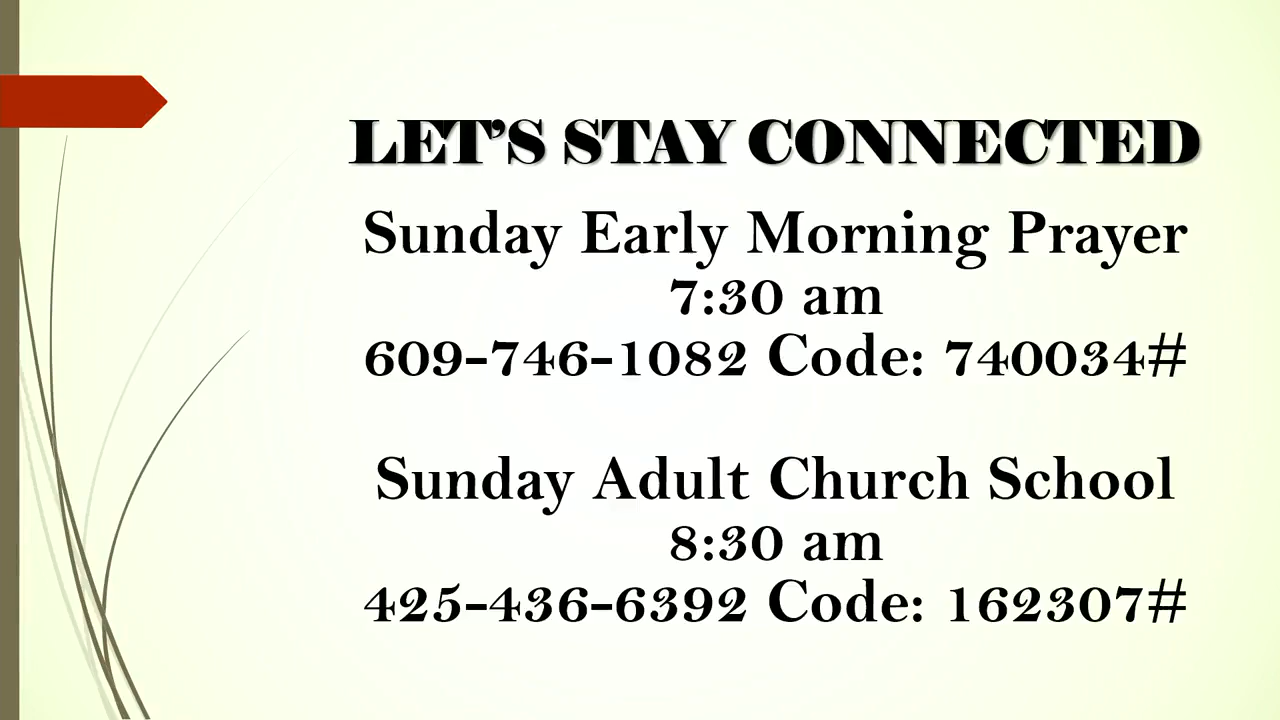 LET'S STAY CONNECTED
Sunday Early Morning Prayer
7:30 am
609-746-1082 Code: 740034#
Sunday Adult Church School
8:30 am
425-436-6392 Code: 162307#